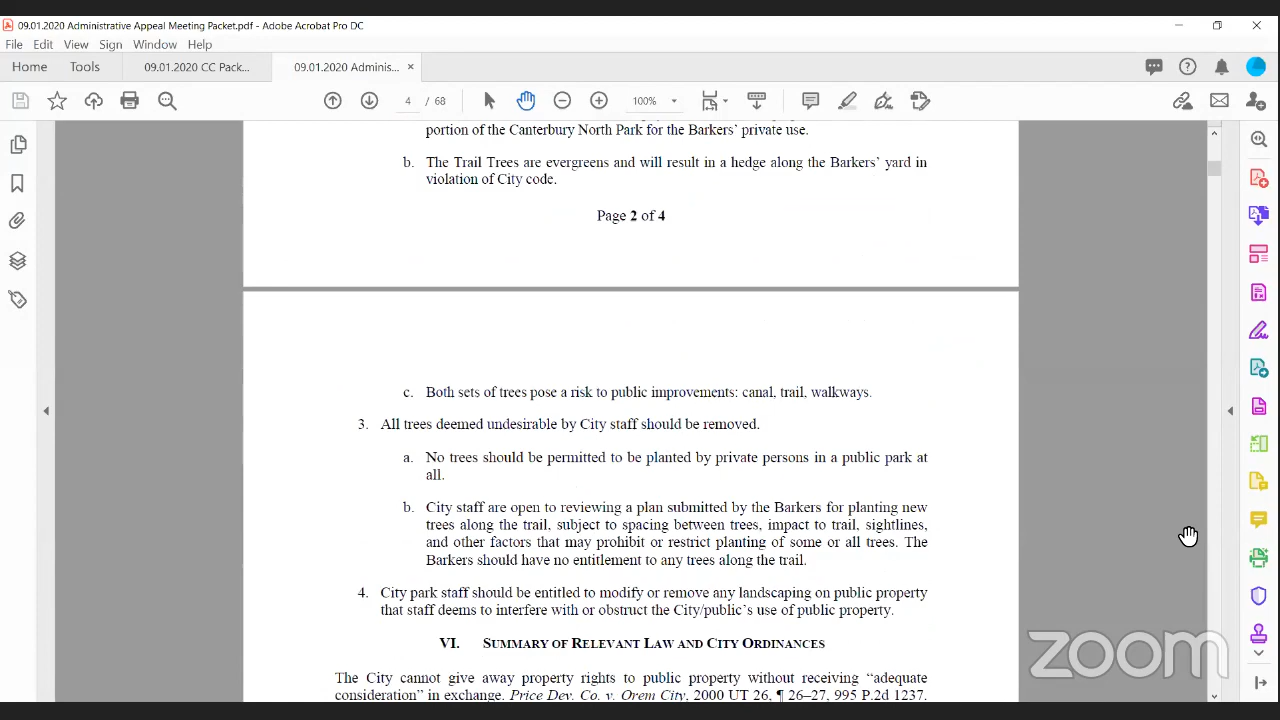 09.01.2020 Administrative Appeal Meeting Packet.pdf - Adobe Acrobat Pro DC
File Edit View Sign Window Help
Home Tools 09.01.2020 CC Pack... 09.01.2020 Adminis... ×
4 / 68 100%
portion of the Canterbury North Park for the Barkers' private use.
b. The Trail Trees are evergreens and will result in a hedge along the Barkers' yard in
violation of City code.
Page 2 of 4
c. Both sets of trees pose a risk to public improvements: canal, trail, walkways.
3. All trees deemed undesirable by City staff should be removed.
a. No trees should be permitted to be planted by private persons in a public park at
all.
b. City staff are open to reviewing a plan submitted by the Barkers for planting new
trees along the trail, subject to spacing between trees, impact to trail, sightlines,
and other factors that may prohibit or restrict planting of some or all trees. The
Barkers should have no entitlement to any trees along the trail.
4. City park staff should be entitled to modify or remove any landscaping on public property
that staff deems to interfere with or obstruct the City/public's use of public property.
VI. SUMMARY OF RELEVANT LAW AND CITY ORDINANCES
The City cannot give away property rights to public property without receiving "adequate
consideration" in exchange. Price Dev. Co. v. Orem City, 2000 UT 26, ¶ 26–27, 995 P.2d 1237.
zoom